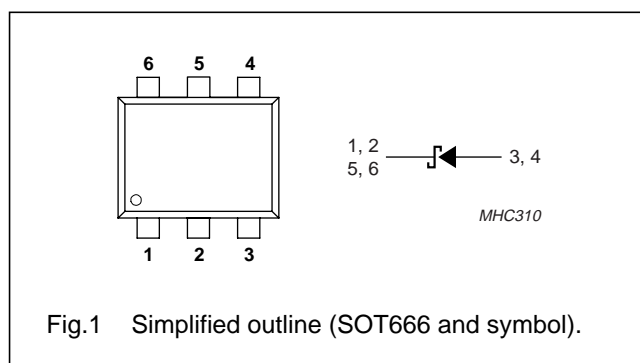 6 5 4
1 2 3
1, 2
5, 6
3, 4
MHC310
Fig.1 Simplified outline (SOT666 and symbol).